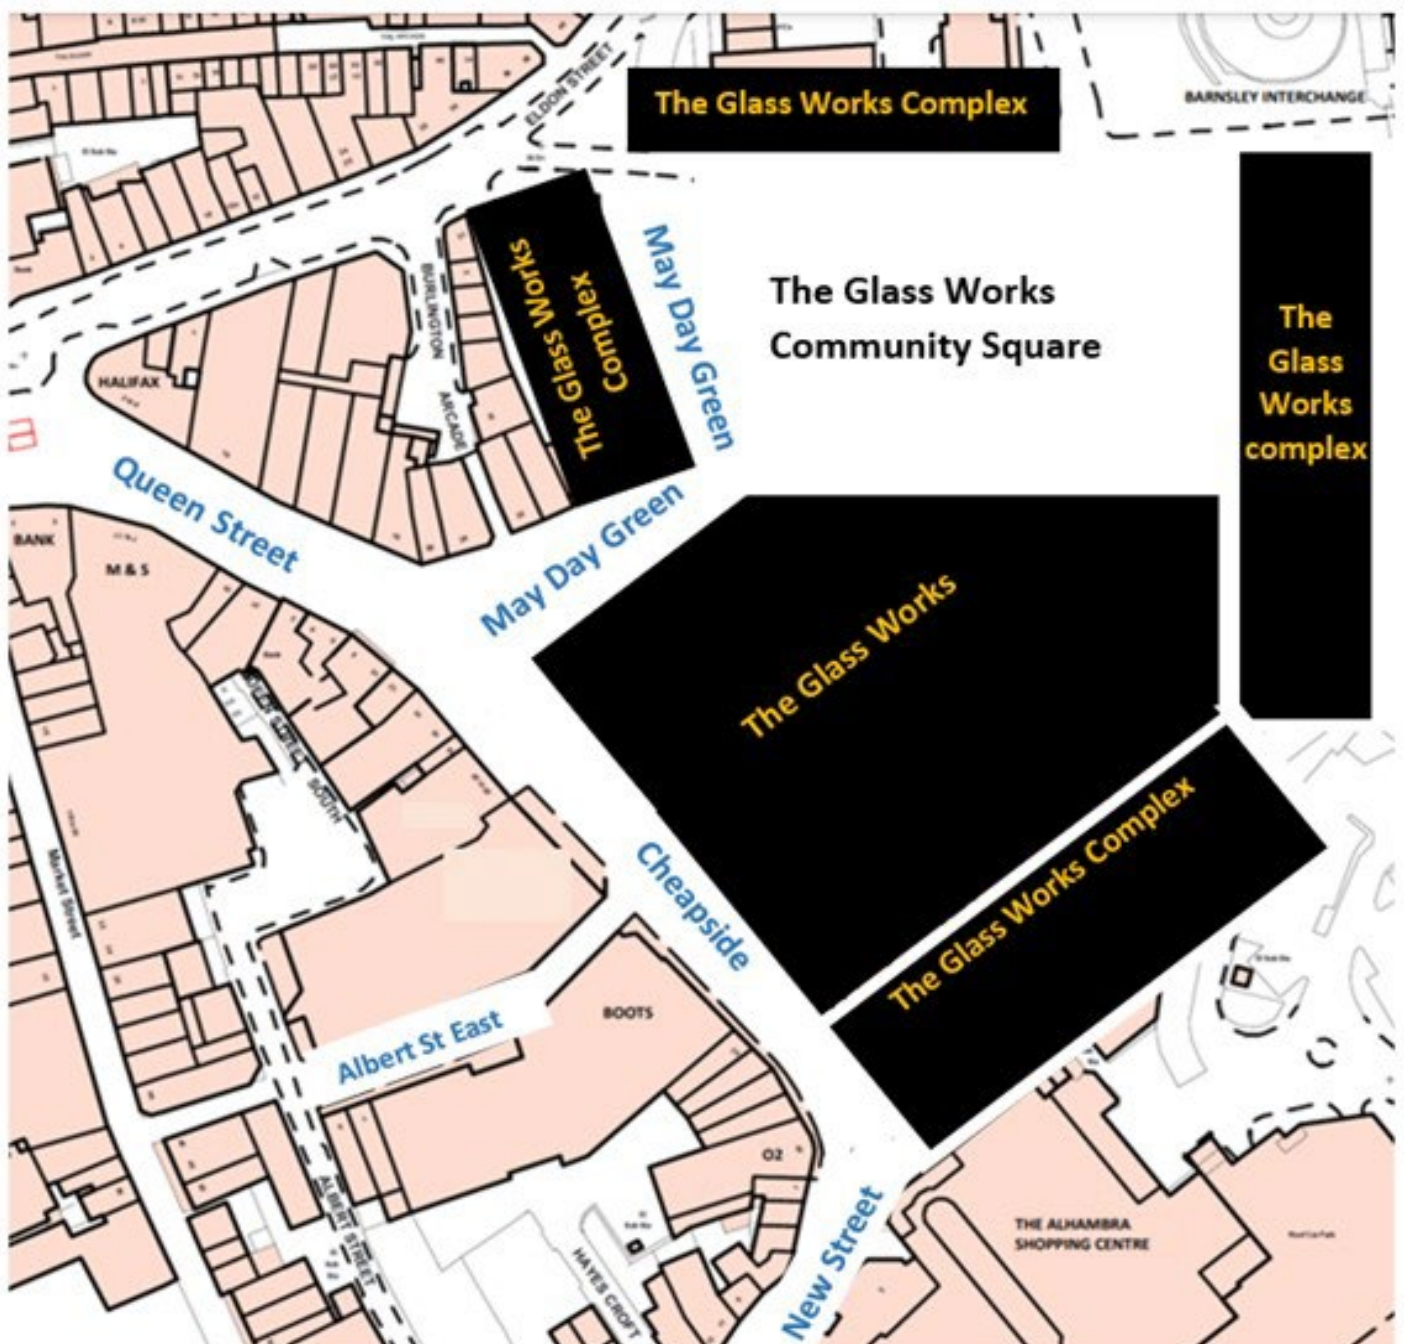 ELDON STREET
The Glass Works Complex
BARNSLEY INTERCHANGE
The Glass Works
Complex
May Day Green
The Glass Works
Community Square
The
Glass
Works
complex
BURLINGTON
ARCADE
HALIFAX
Queen Street
May Day Green
BANK
M & S
The Glass Works
SOUTH
Market Street
Cheapside
The Glass Works Complex
BOOTS
Albert St East
O2
ALBERT STREET
HAYES CROFT
New Street
THE ALHAMBRA
SHOPPING CENTRE